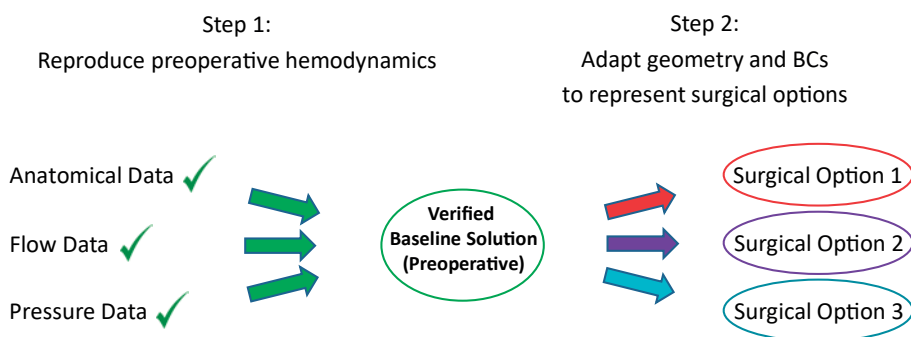 Step 1:
Reproduce preoperative hemodynamics
Step 2:
Adapt geometry and BCs
to represent surgical options
Anatomical Data
Flow Data
Pressure Data
Verified
Baseline Solution
(Preoperative)
Surgical Option 1
Surgical Option 2
Surgical Option 3